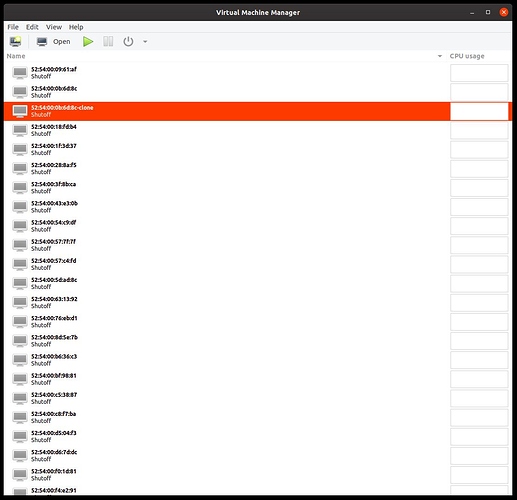 Virtual Machine Manager
File Edit View Help
Open
Name CPU usage
52:54:00:09:61:af
Shutoff
52:54:00:0b:6d:8c
Shutoff
52:54:00:0b:6d:8c-clone
Shutoff
52:54:00:18:fd:b4
Shutoff
52:54:00:1f:3d:37
Shutoff
52:54:00:28:8a:f5
Shutoff
52:54:00:3f:8b:ca
Shutoff
52:54:00:43:e3:0b
Shutoff
52:54:00:54:c9:df
Shutoff
52:54:00:57:7f:7f
Shutoff
52:54:00:57:c4:fd
Shutoff
52:54:00:5d:ad:8c
Shutoff
52:54:00:63:13:92
Shutoff
52:54:00:76:eb:d1
Shutoff
52:54:00:8d:5e:7b
Shutoff
52:54:00:b6:36:c3
Shutoff
52:54:00:bf:98:81
Shutoff
52:54:00:c5:38:87
Shutoff
52:54:00:c8:f7:ba
Shutoff
52:54:00:d5:04:f3
Shutoff
52:54:00:d6:7d:dc
Shutoff
52:54:00:f0:1d:81
Shutoff
52:54:00:f4:e2:91